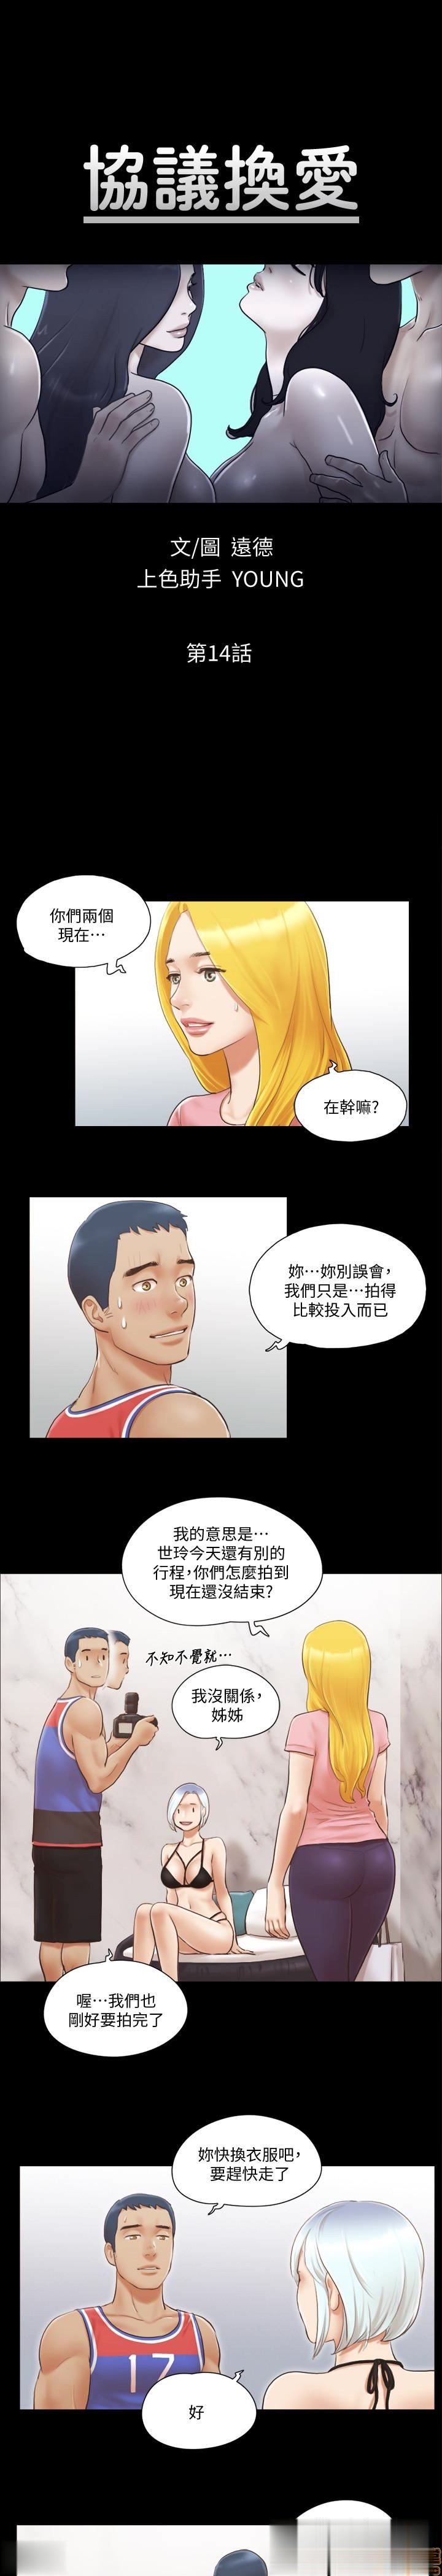 協議換愛
文/圖 遠德
上色助手 YOUNG
第14話
你們兩個
現在…
在幹嘛?
妳…妳別誤會，
我們只是…拍得
比較投入而已
我的意思是…
世玲今天還有別的
行程，你們怎麼拍到
現在還沒結束?
不知不覺就…
我沒關係，
姊姊
喔…我們也
剛好要拍完了
妳快換衣服吧，
要趕快走了
17
好